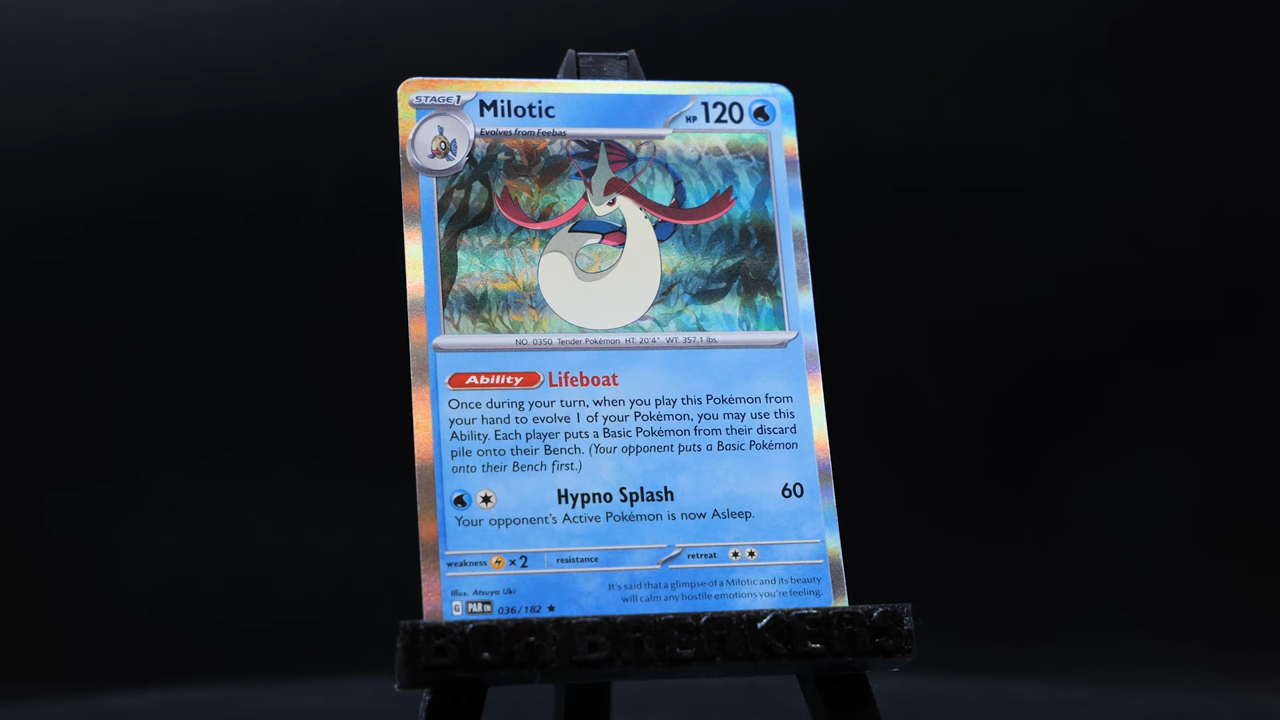 STAGE1
Milotic
HP 120
Evolves from Feebas
NO. 0350 Tender Pokémon HT: 20'4" WT: 357.1 lbs.
Ability Lifeboat
Once during your turn, when you play this Pokémon from
your hand to evolve 1 of your Pokémon, you may use this
Ability. Each player puts a Basic Pokémon from their discard
pile onto their Bench. (Your opponent puts a Basic Pokémon
onto their Bench first.)
Hypno Splash 60
Your opponent's Active Pokémon is now Asleep.
weakness ×2 resistance retreat
Illus. Atsuya Uki
It's said that a glimpse of a Milotic and its beauty
will calm any hostile emotions you're feeling.
G PAR EN 036/182
BOXBREAKERS